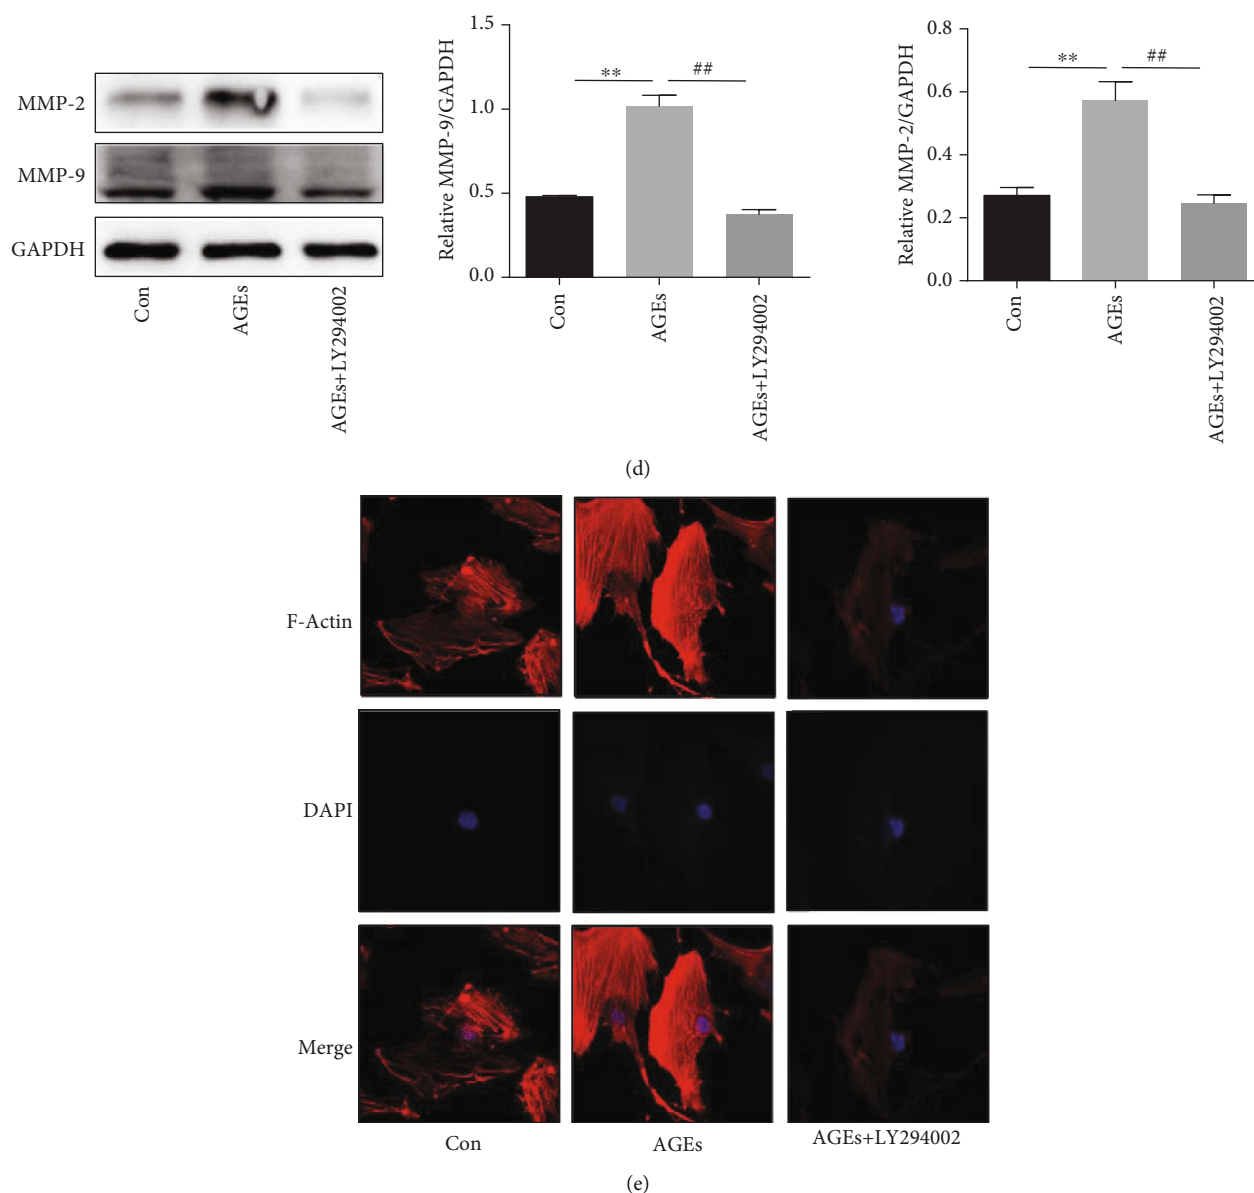 MMP-2
MMP-9
GAPDH
Con
AGEs
AGEs+LY294002
Relative MMP-9/GAPDH
1.5
1.0
0.5
0.0
**
##
Con
AGEs
AGEs+LY294002
Relative MMP-2/GAPDH
0.8
0.6
0.4
0.2
0.0
**
##
Con
AGEs
AGEs+LY294002
(d)
F-Actin
DAPI
Merge
Con
AGEs
AGEs+LY294002
(e)